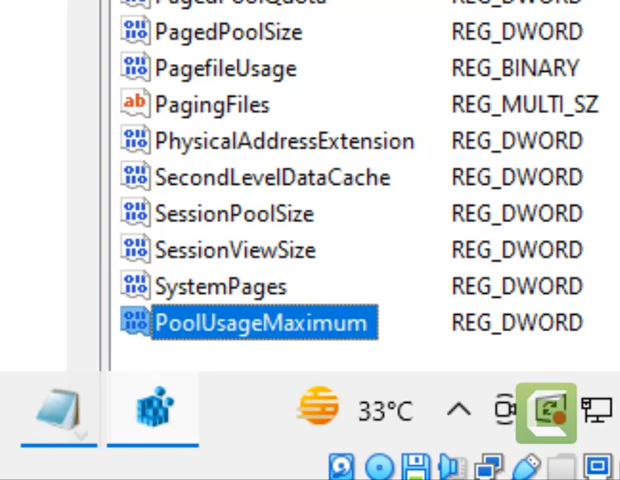 PagedPoolQuota
PagedPoolSize REG_DWORD
PagefileUsage REG_BINARY
PagingFiles REG_MULTI_SZ
PhysicalAddressExtension REG_DWORD
SecondLevelDataCache REG_DWORD
SessionPoolSize REG_DWORD
SessionViewSize REG_DWORD
SystemPages REG_DWORD
PoolUsageMaximum REG_DWORD
33°C